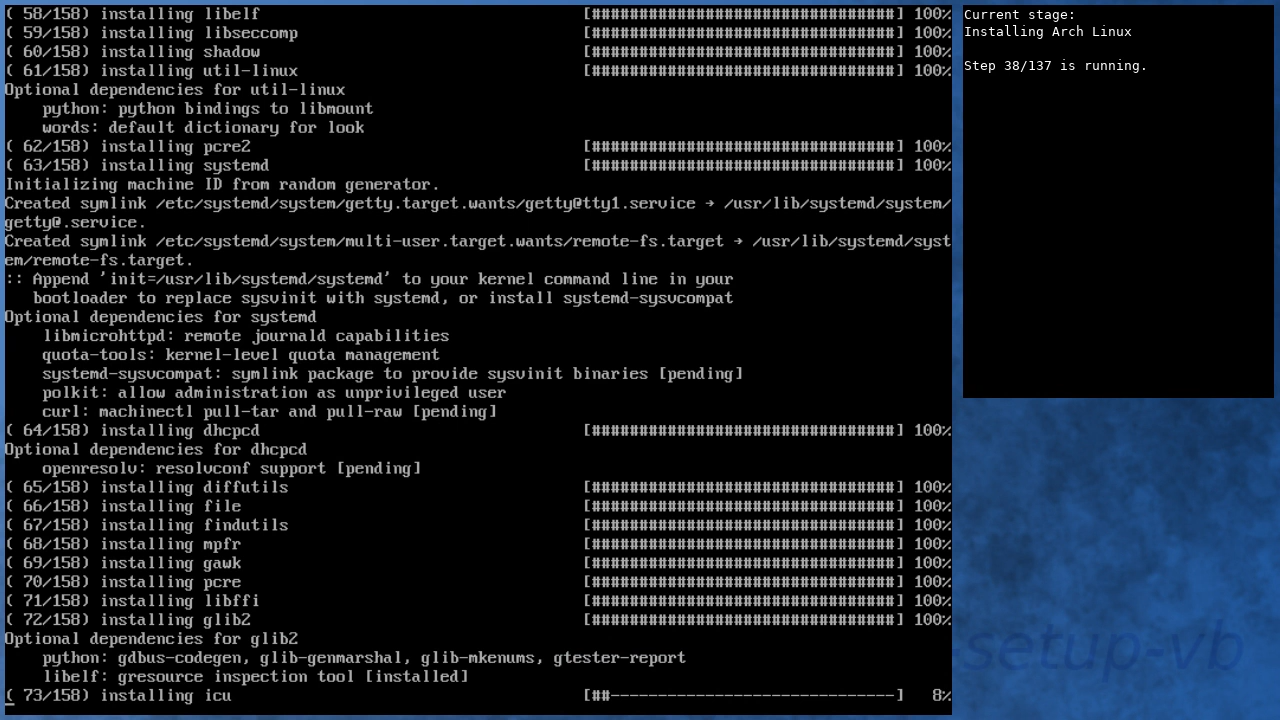 ( 58/158) installing libelf [################################] 100%
( 59/158) installing libseccomp [################################] 100%
( 60/158) installing shadow [################################] 100%
( 61/158) installing util-linux [################################] 100%
Optional dependencies for util-linux
    python: python bindings to libmount
    words: default dictionary for look
( 62/158) installing pcre2 [################################] 100%
( 63/158) installing systemd [################################] 100%
Initializing machine ID from random generator.
Created symlink /etc/systemd/system/getty.target.wants/getty@tty1.service → /usr/lib/systemd/system/
getty@.service.
Created symlink /etc/systemd/system/multi-user.target.wants/remote-fs.target → /usr/lib/systemd/syst
em/remote-fs.target.
:: Append 'init=/usr/lib/systemd/systemd' to your kernel command line in your
   bootloader to replace sysvinit with systemd, or install systemd-sysvcompat
Optional dependencies for systemd
    libmicrohttpd: remote journald capabilities
    quota-tools: kernel-level quota management
    systemd-sysvcompat: symlink package to provide sysvinit binaries [pending]
    polkit: allow administration as unprivileged user
    curl: machinectl pull-tar and pull-raw [pending]
( 64/158) installing dhcpcd [################################] 100%
Optional dependencies for dhcpcd
    openresolv: resolvconf support [pending]
( 65/158) installing diffutils [################################] 100%
( 66/158) installing file [################################] 100%
( 67/158) installing findutils [################################] 100%
( 68/158) installing mpfr [################################] 100%
( 69/158) installing gawk [################################] 100%
( 70/158) installing pcre [################################] 100%
( 71/158) installing libffi [################################] 100%
( 72/158) installing glib2 [################################] 100%
Optional dependencies for glib2
    python: gdbus-codegen, glib-genmarshal, glib-mkenums, gtester-report
    libelf: gresource inspection tool [installed]
( 73/158) installing icu [##------------------------------] 8%
Current stage:
Installing Arch Linux
Step 38/137 is running.
-setup-vb